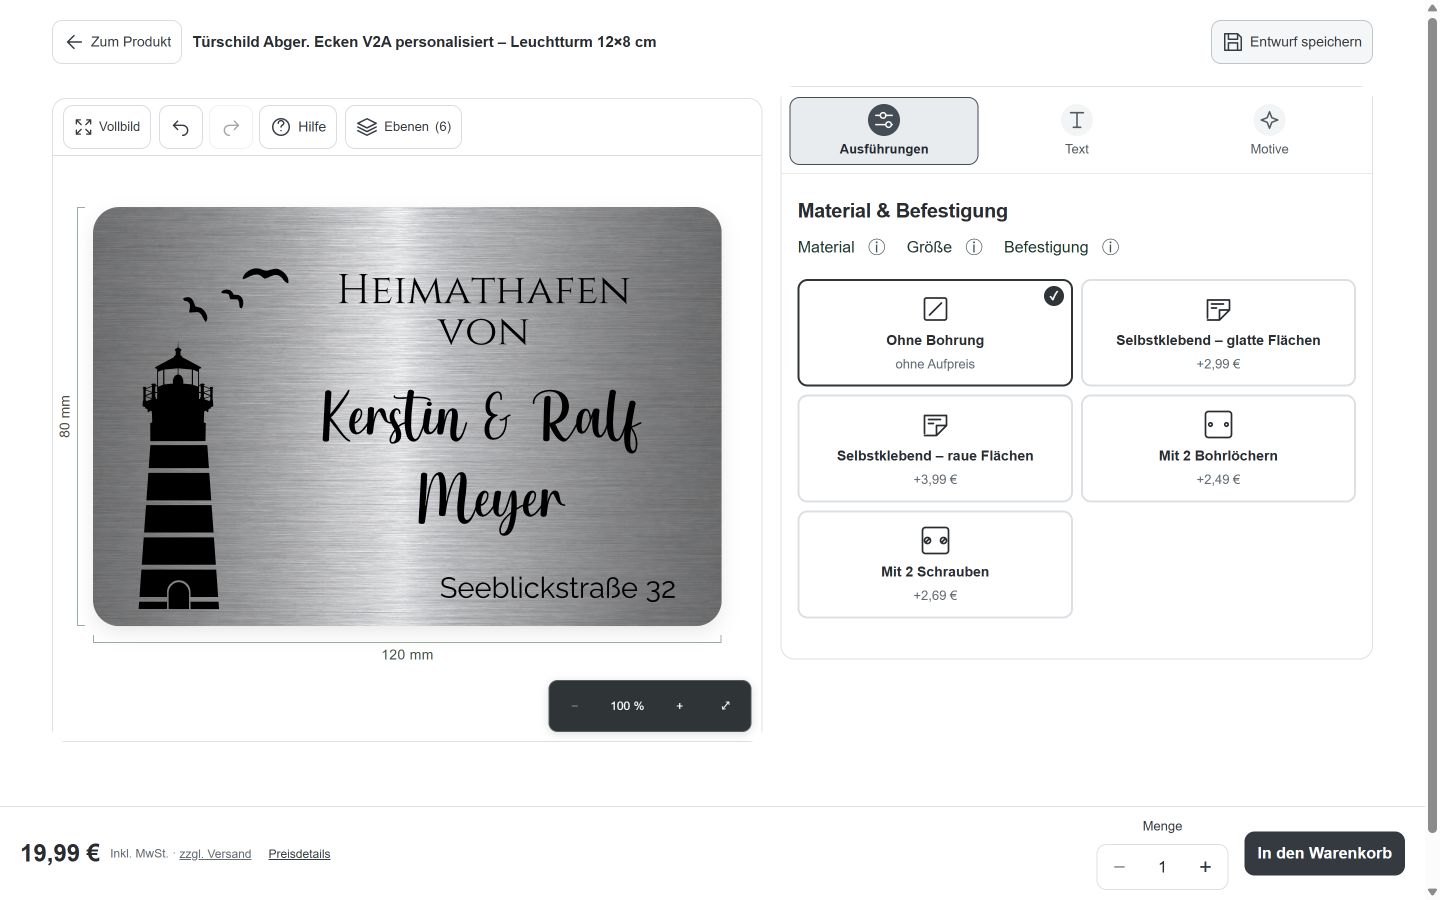 Zum Produkt
Türschild Abger. Ecken V2A personalisiert – Leuchtturm 12×8 cm
Entwurf speichern
Vollbild
Hilfe
Ebenen (6)
Ausführungen
Text
Motive
80 mm
HEIMATHAFEN
VON
Kerstin & Ralf
Meyer
Seeblickstraße 32
120 mm
− 100 % +
Material & Befestigung
Material
Größe
Befestigung
Ohne Bohrung
ohne Aufpreis
Selbstklebend – glatte Flächen
+2,99 €
Selbstklebend – raue Flächen
+3,99 €
Mit 2 Bohrlöchern
+2,49 €
Mit 2 Schrauben
+2,69 €
19,99 € Inkl. MwSt. · zzgl. Versand Preisdetails
Menge
− 1 +
In den Warenkorb